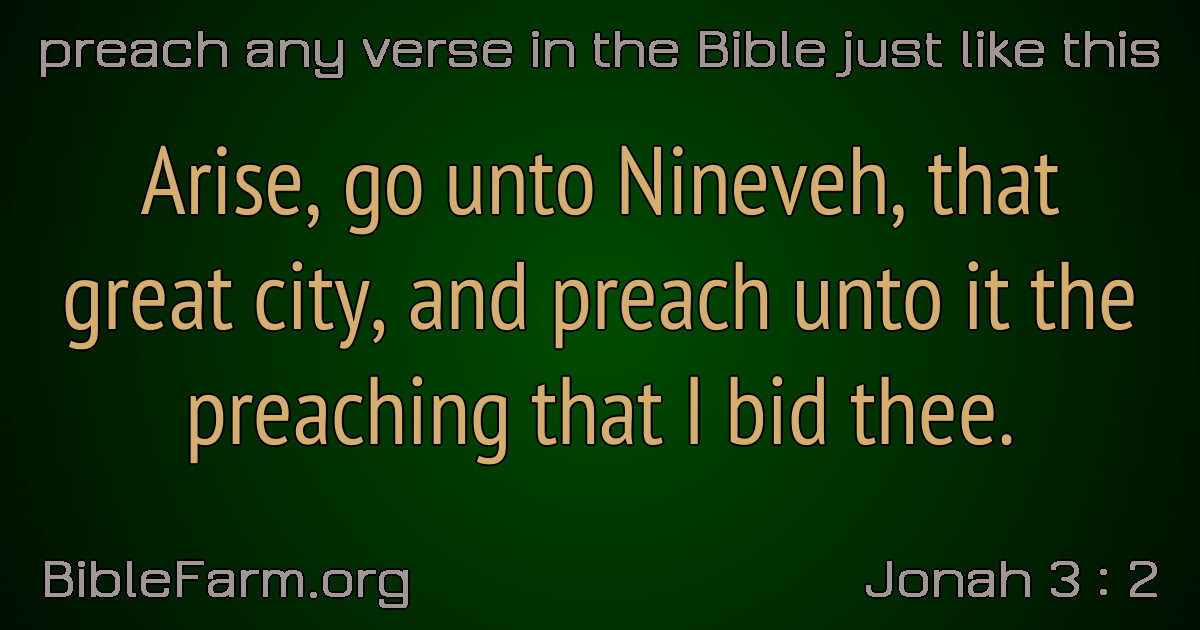 preach any verse in the Bible just like this
Arise, go unto Nineveh, that
great city, and preach unto it the
preaching that I bid thee.
BibleFarm.org
Jonah 3 : 2